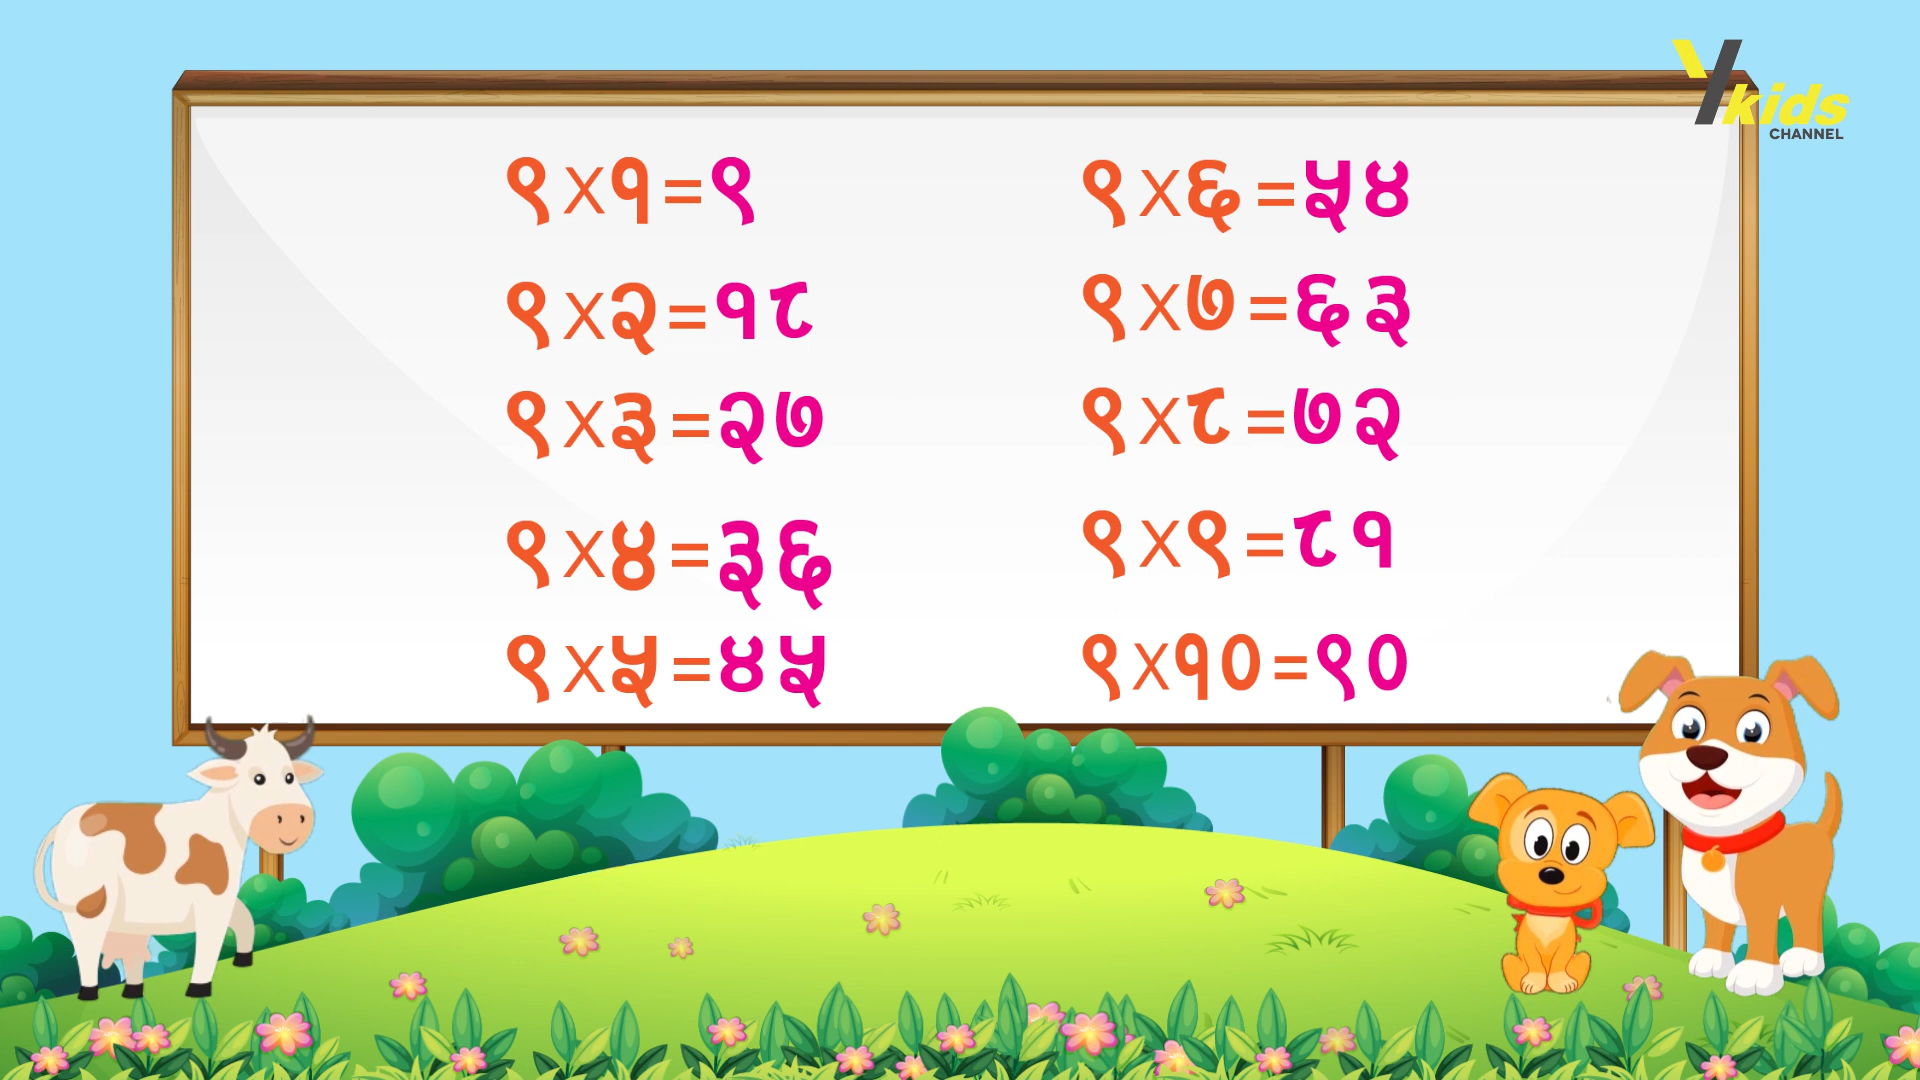 Y kids
CHANNEL
९x१=९
९x२=१८
९x३=२७
९x४=३६
९x५=४५
९x६=५४
९x७=६३
९x८=७२
९x९=८१
९x१०=९०